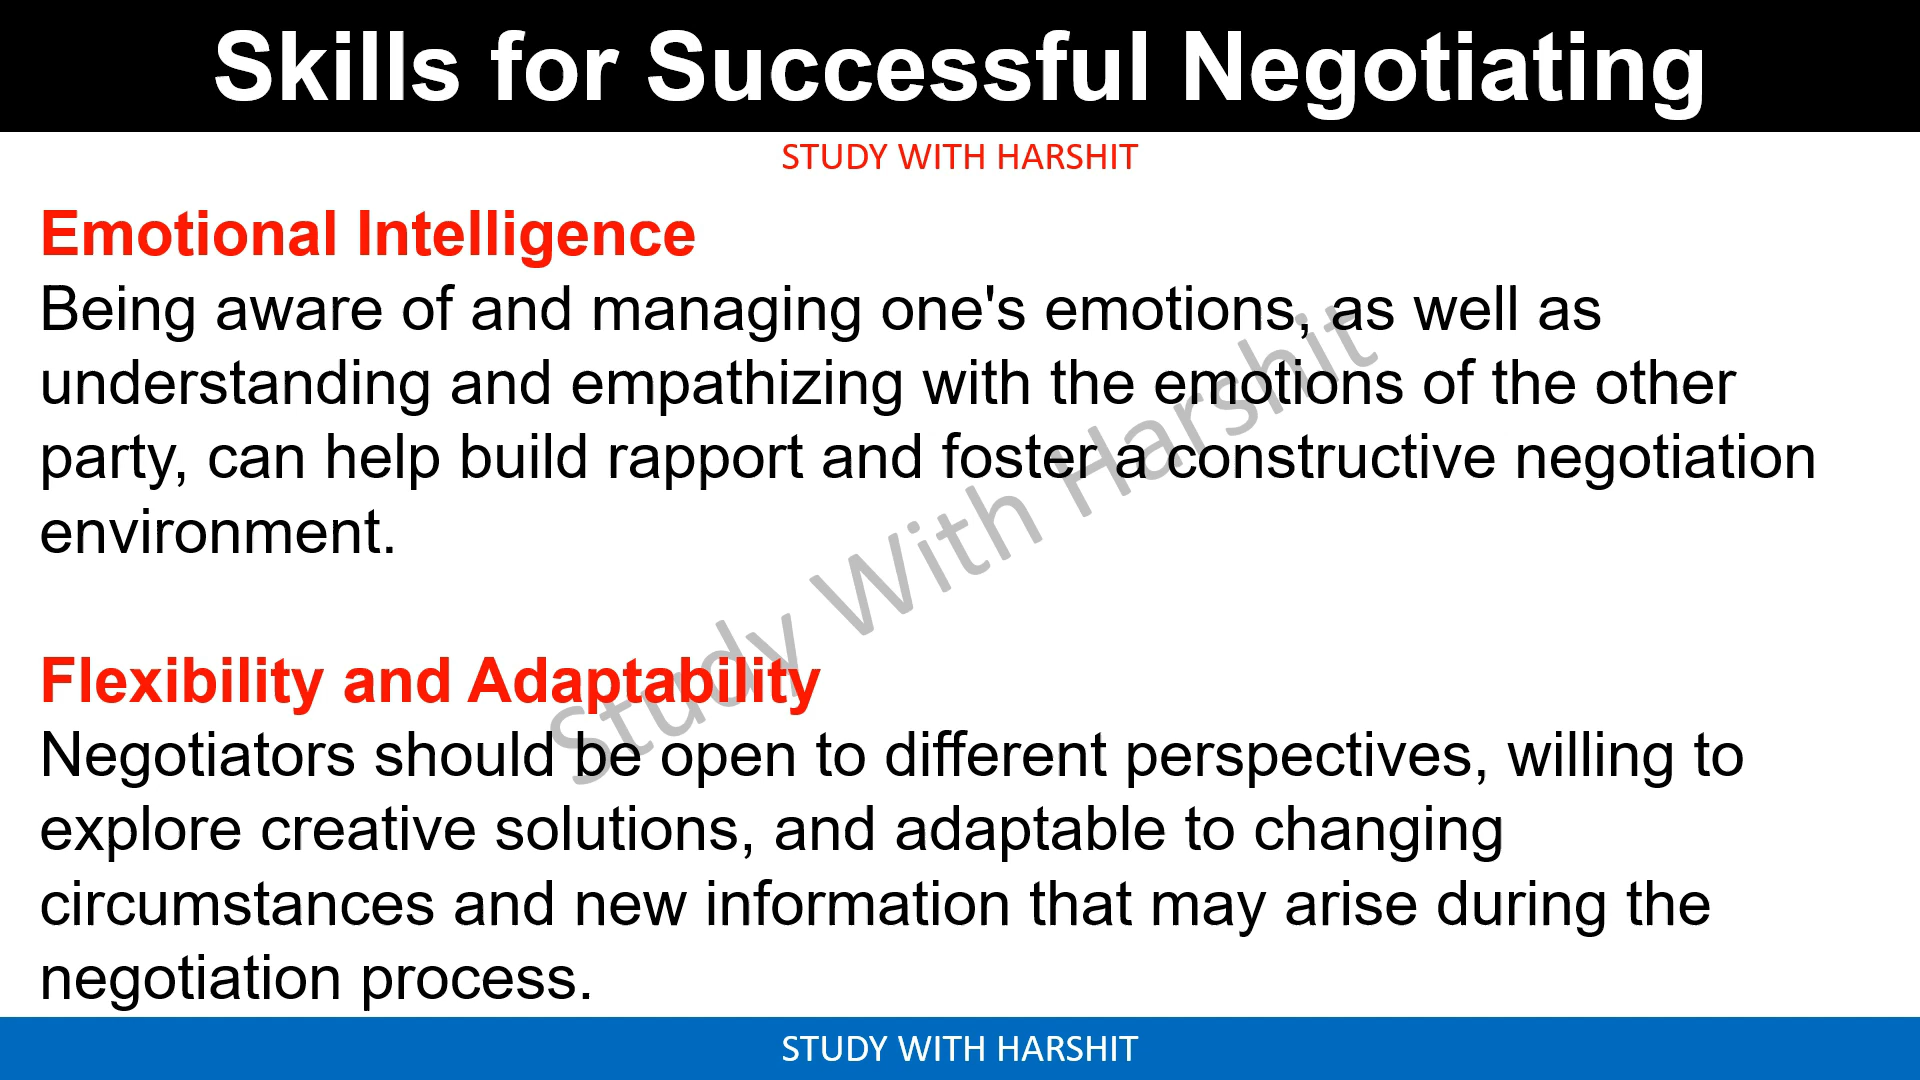 Skills for Successful Negotiating
STUDY WITH HARSHIT
Emotional Intelligence
Being aware of and managing one's emotions, as well as
understanding and empathizing with the emotions of the other
party, can help build rapport and foster a constructive negotiation
environment.
Flexibility and Adaptability
Negotiators should be open to different perspectives, willing to
explore creative solutions, and adaptable to changing
circumstances and new information that may arise during the
negotiation process.
Study With Harshit
STUDY WITH HARSHIT